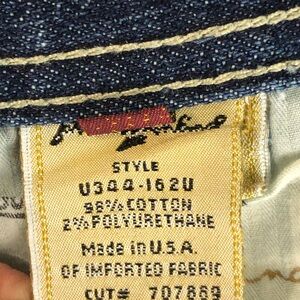 STYLE
U344-162U
98% COTTON
2% POLYURETHANE
Made in U.S.A.
OF IMPORTED FABRIC
CUT# 707889